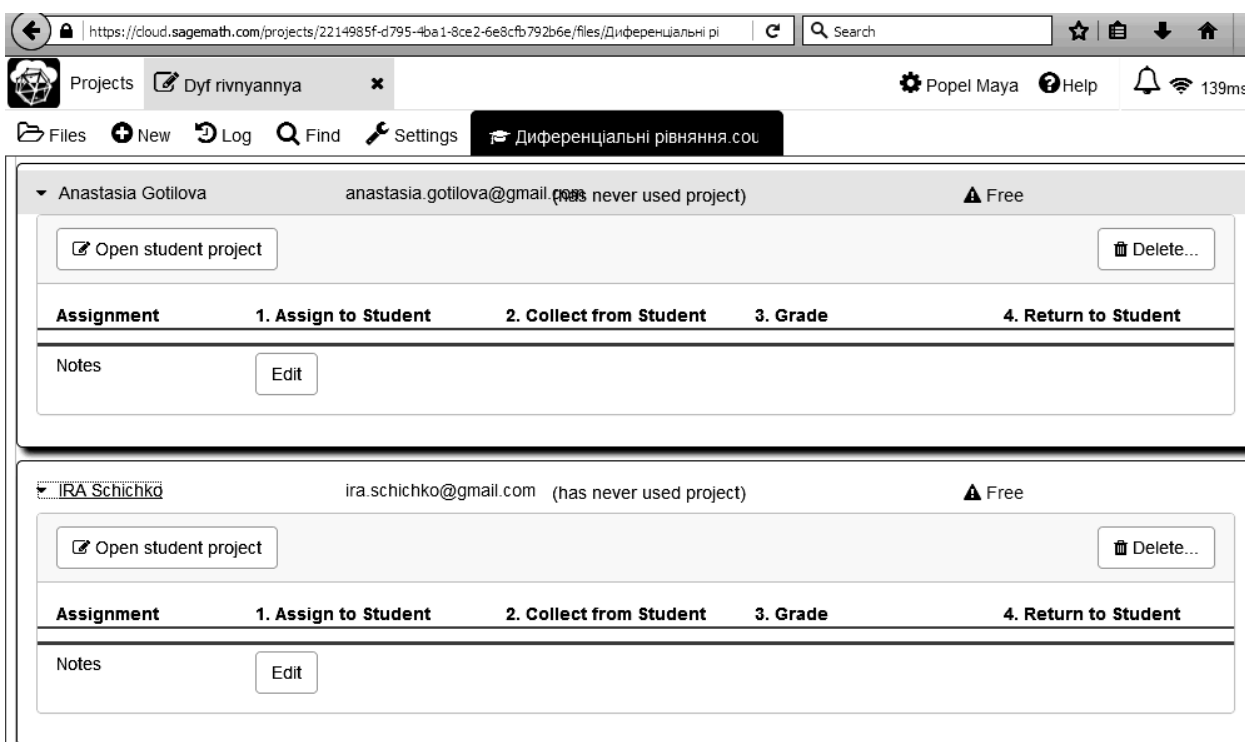 https://cloud.sagemath.com/projects/2214985f-d795-4ba1-8ce2-6e8cfb792b6e/files/Диференціальні рі Search
Projects Dyf rivnyannya Popel Maya Help 139ms
Files New Log Find Settings Диференціальні рівняння.cou
Anastasia Gotilova anastasia.gotilova@gmail.com (has never used project) Free
Open student project Delete...
Assignment 1. Assign to Student 2. Collect from Student 3. Grade 4. Return to Student
Notes Edit
IRA Schichko ira.schichko@gmail.com (has never used project) Free
Open student project Delete...
Assignment 1. Assign to Student 2. Collect from Student 3. Grade 4. Return to Student
Notes Edit